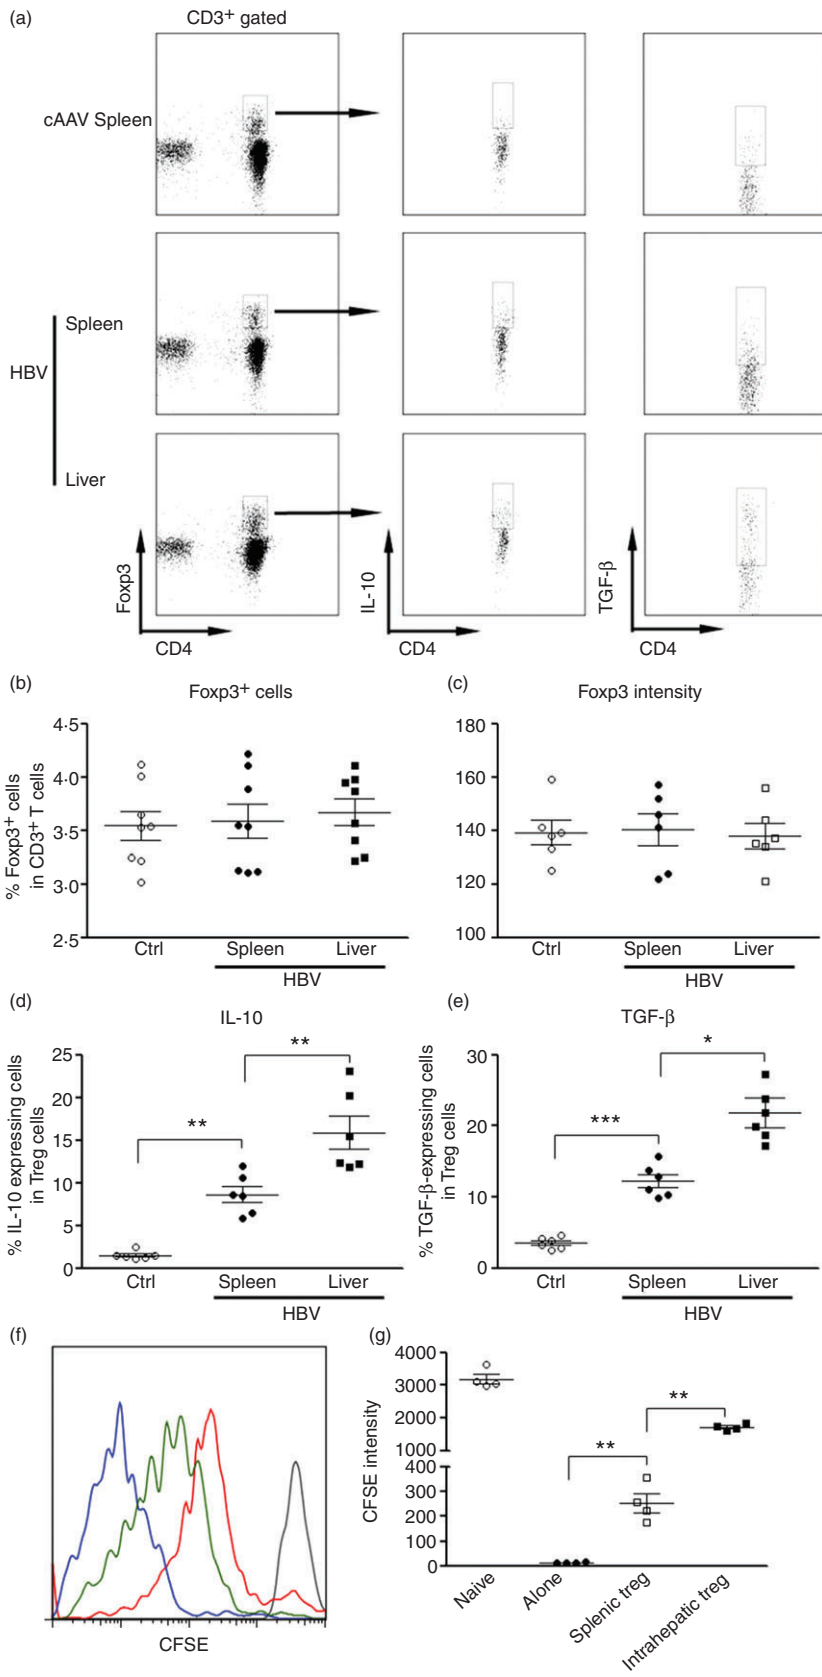 (a)
CD3+ gated
cAAV Spleen
HBV
Spleen
Liver
Foxp3
CD4
IL-10
CD4
TGF-β
CD4
(b)
Foxp3+ cells
% Foxp3+ cells
in CD3+ T cells
4·5
4·0
3·5
3·0
2·5
Ctrl
Spleen
Liver
HBV
(c)
Foxp3 intensity
180
160
140
120
100
Ctrl
Spleen
Liver
HBV
(d)
IL-10
% IL-10 expressing cells
in Treg cells
25
20
15
10
5
0
**
**
Ctrl
Spleen
Liver
HBV
(e)
TGF-β
% TGF-β-expressing cells
in Treg cells
30
20
10
0
***
*
Ctrl
Spleen
Liver
HBV
(f)
CFSE
(g)
CFSE intensity
4000
3000
2000
1000
400
300
200
100
0
**
**
Naive
Alone
Splenic treg
Intrahepatic treg